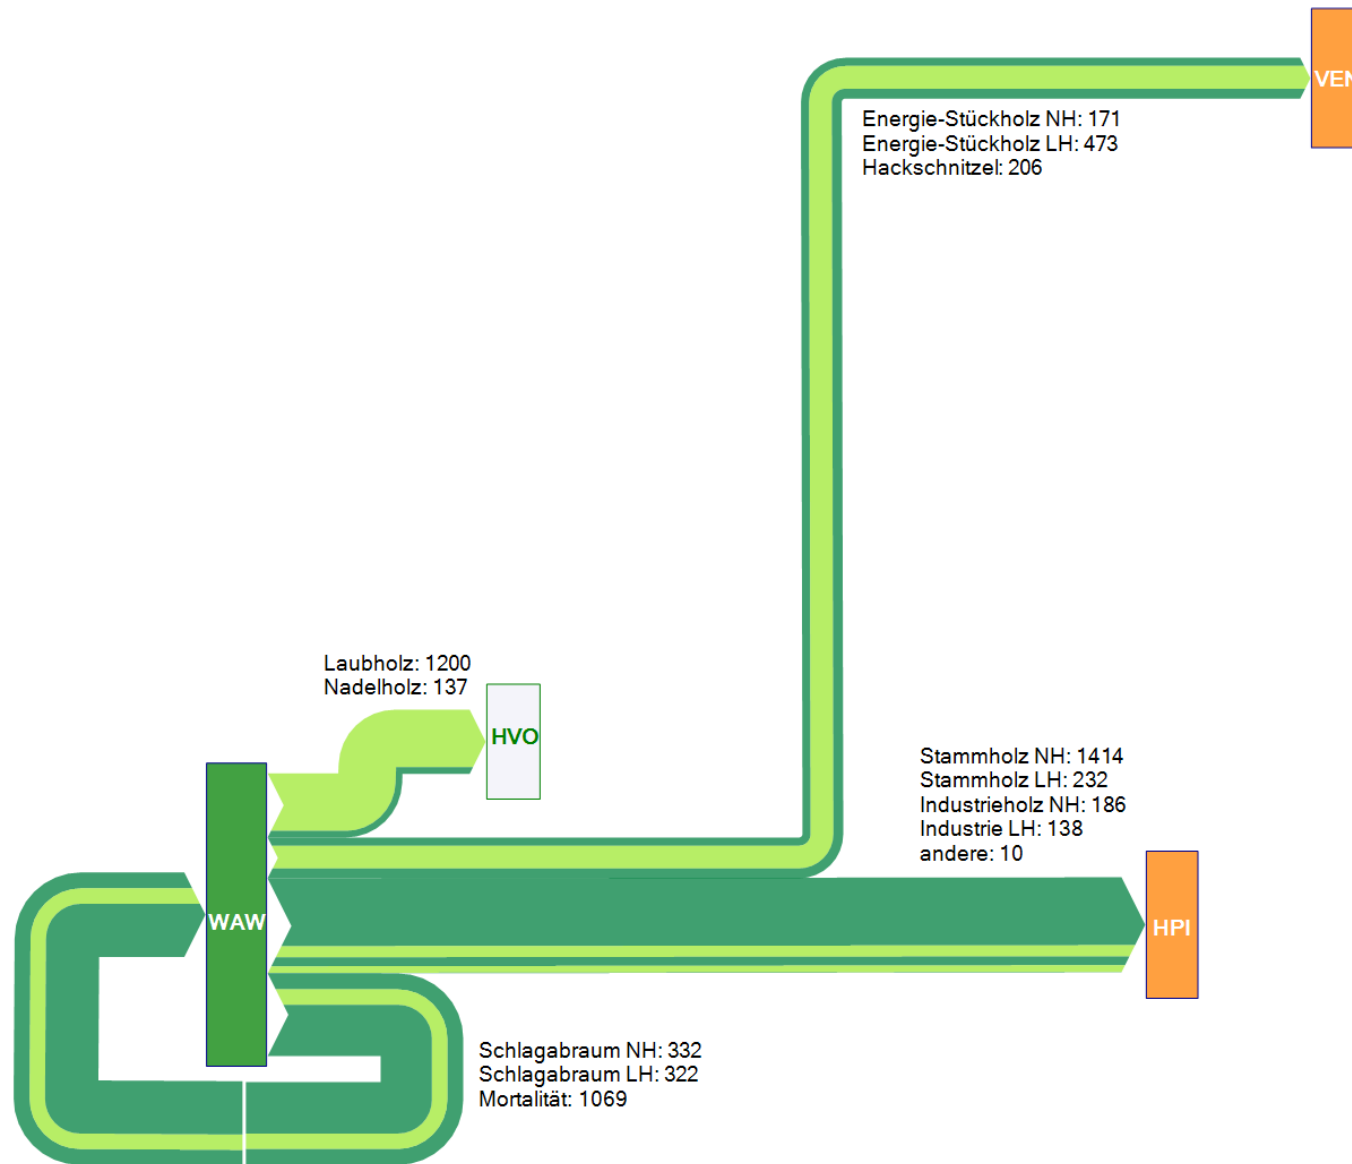 VEN
Energie-Stückholz NH: 171
Energie-Stückholz LH: 473
Hackschnitzel: 206
Laubholz: 1200
Nadelholz: 137
HVO
Stammholz NH: 1414
Stammholz LH: 232
Industrieholz NH: 186
Industrie LH: 138
andere: 10
WAW
HPI
Schlagabraum NH: 332
Schlagabraum LH: 322
Mortalität: 1069